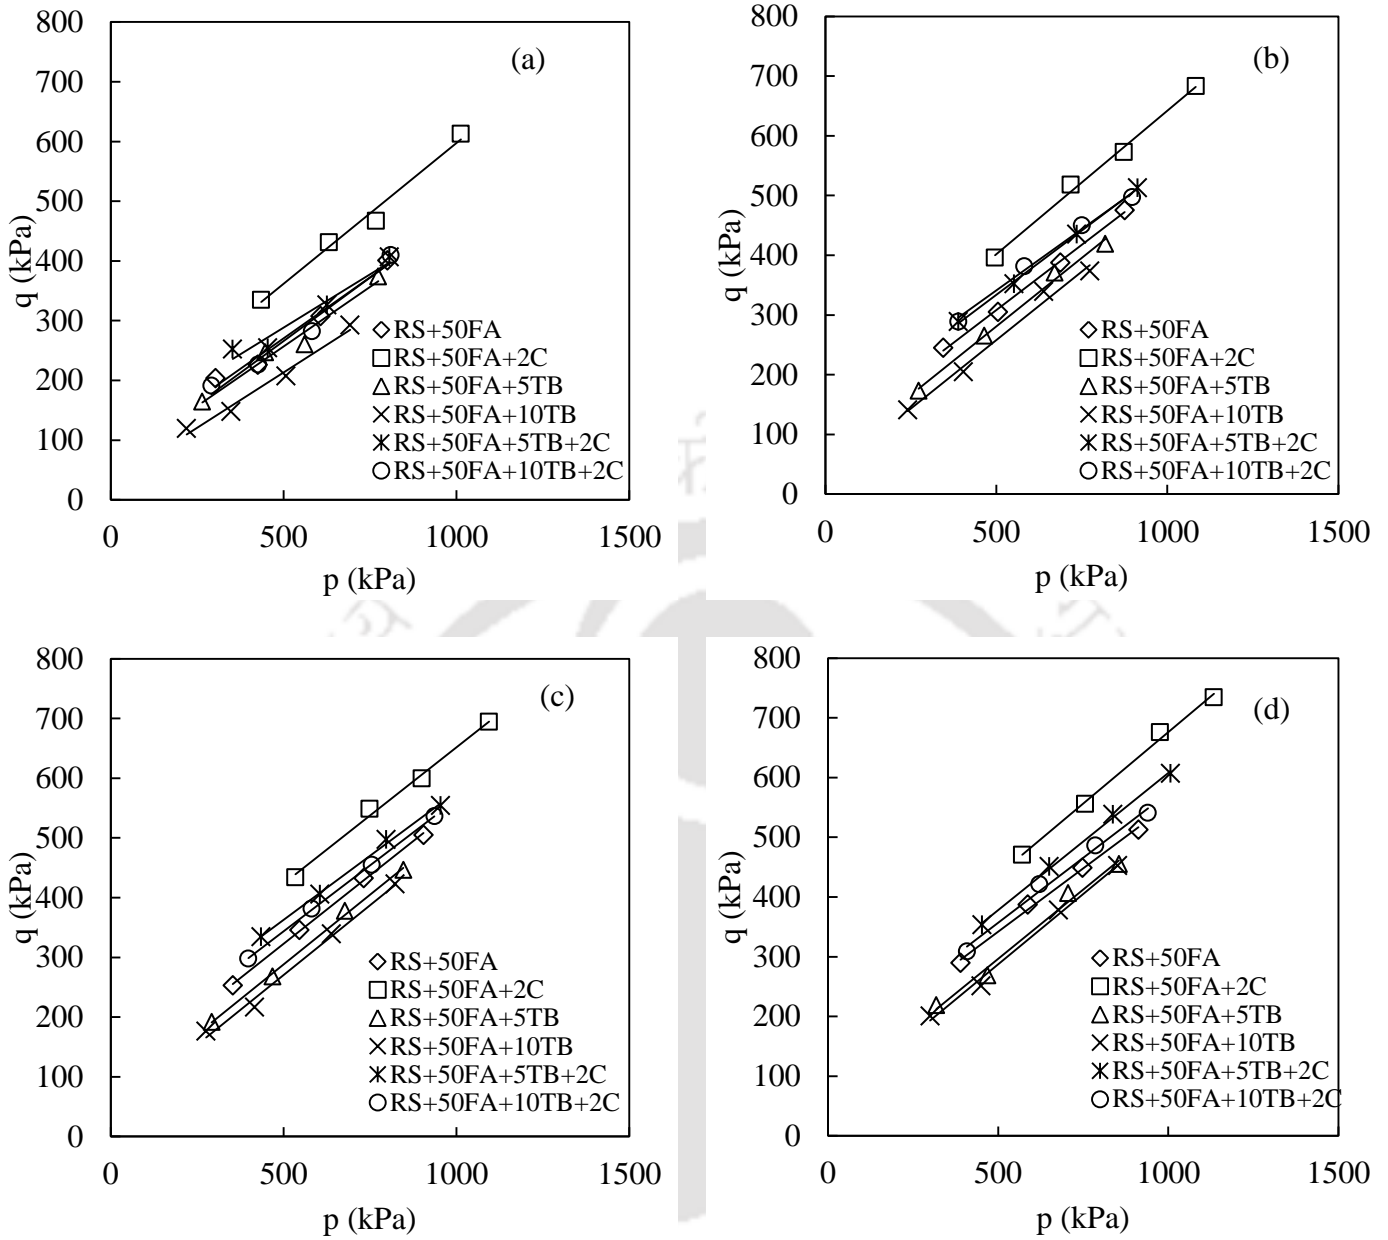 (a)
800
700
600
500
400
300
200
100
0
q (kPa)
RS+50FA
RS+50FA+2C
RS+50FA+5TB
RS+50FA+10TB
RS+50FA+5TB+2C
RS+50FA+10TB+2C
0 500 1000 1500
p (kPa)
(b)
800
700
600
500
400
300
200
100
0
q (kPa)
RS+50FA
RS+50FA+2C
RS+50FA+5TB
RS+50FA+10TB
RS+50FA+5TB+2C
RS+50FA+10TB+2C
0 500 1000 1500
p (kPa)
(c)
800
700
600
500
400
300
200
100
0
q (kPa)
RS+50FA
RS+50FA+2C
RS+50FA+5TB
RS+50FA+10TB
RS+50FA+5TB+2C
RS+50FA+10TB+2C
0 500 1000 1500
p (kPa)
(d)
800
700
600
500
400
300
200
100
0
q (kPa)
RS+50FA
RS+50FA+2C
RS+50FA+5TB
RS+50FA+10TB
RS+50FA+5TB+2C
RS+50FA+10TB+2C
0 500 1000 1500
p (kPa)